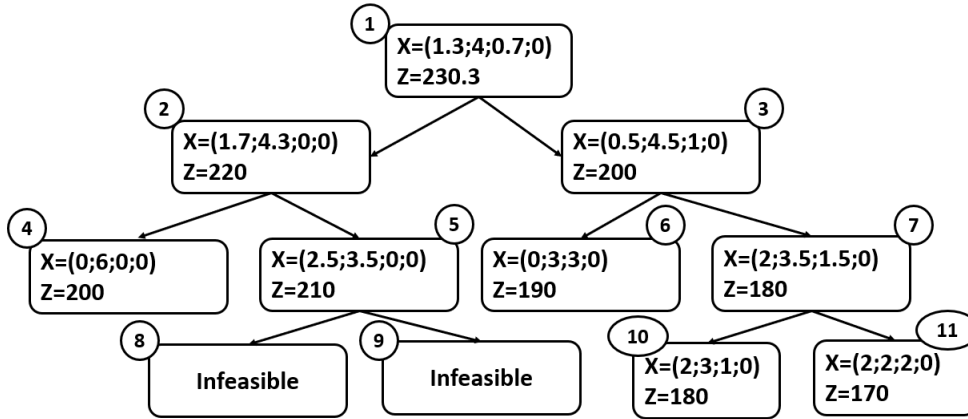 1
X=(1.3;4;0.7;0)
Z=230.3
2
X=(1.7;4.3;0;0)
Z=220
3
X=(0.5;4.5;1;0)
Z=200
4
X=(0;6;0;0)
Z=200
5
X=(2.5;3.5;0;0)
Z=210
6
X=(0;3;3;0)
Z=190
7
X=(2;3.5;1.5;0)
Z=180
8
Infeasible
9
Infeasible
10
X=(2;3;1;0)
Z=180
11
X=(2;2;2;0)
Z=170